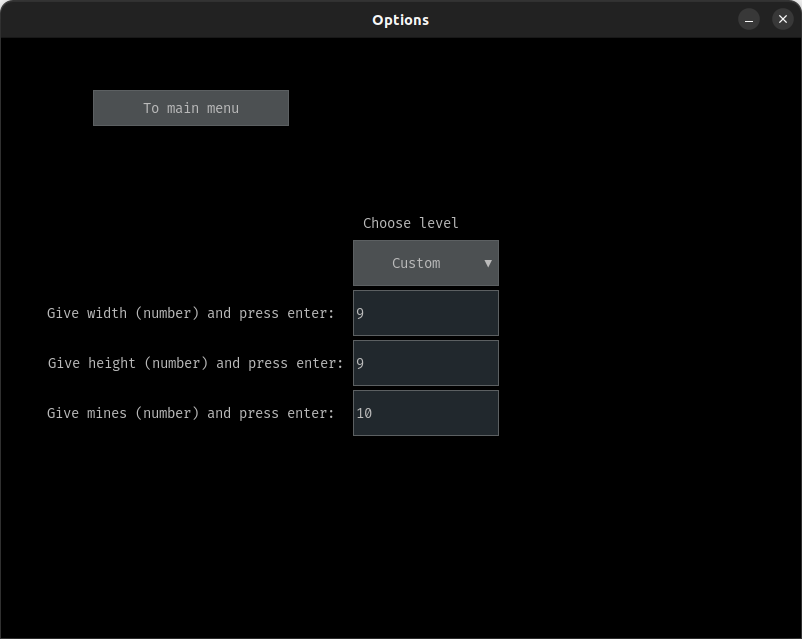 Options
To main menu
Choose level
Custom
Give width (number) and press enter: 9
Give height (number) and press enter: 9
Give mines (number) and press enter: 10